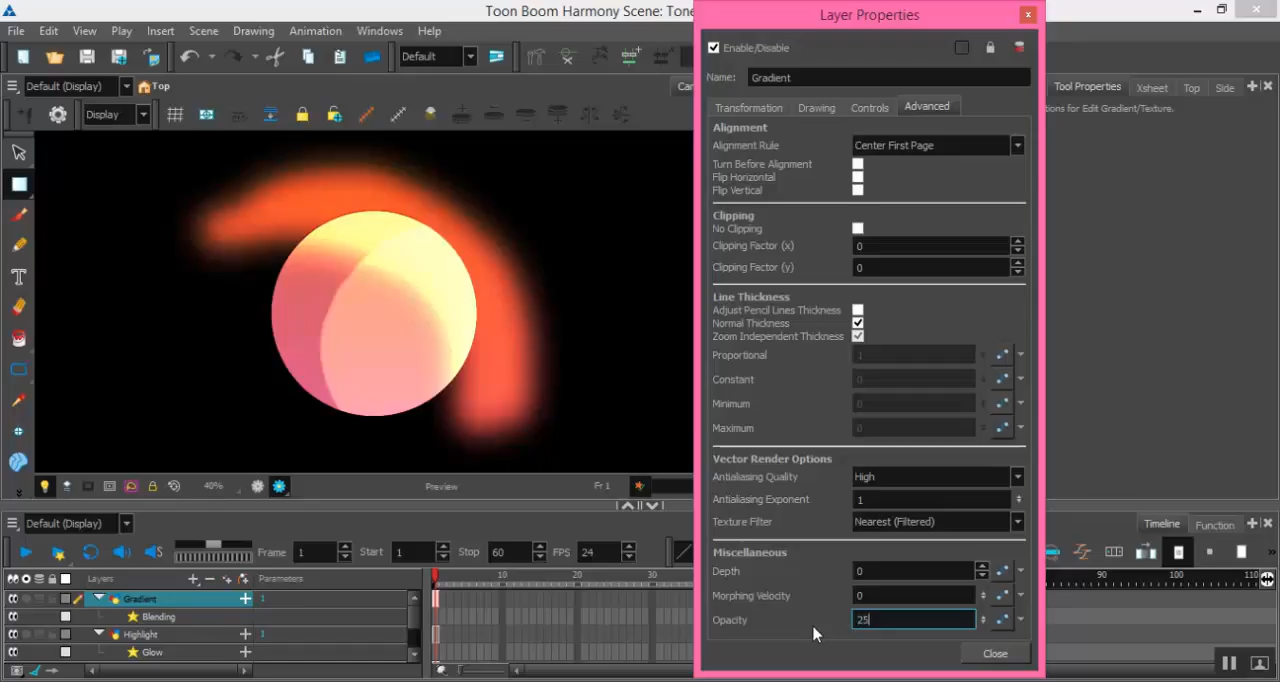 Toon Boom Harmony Scene: Tone
Layer Properties
File Edit View Play Insert Scene Drawing Animation Windows Help
Enable/Disable
Default
Name: Gradient
Default (Display) Top
Tool Properties Xsheet Top Side
Transformation Drawing Controls Advanced
Display
Alignment
Alignment Rule Center First Page
Turn Before Alignment
Flip Horizontal
Flip Vertical
Clipping
No Clipping
Clipping Factor (x) 0
Clipping Factor (y) 0
Line Thickness
Adjust Pencil Lines Thickness
Normal Thickness
Zoom Independent Thickness
Proportional 1
Constant 0
Minimum 0
Maximum 0
Vector Render Options
Antialiasing Quality High
Antialiasing Exponent 1
Texture Filter Nearest (Filtered)
40% Preview Fr 1
Default (Display)
Timeline Function
Miscellaneous
Frame 1 Start 1 Stop 60 FPS 24
Depth 0
Layers Parameters
10 20 30 90 100 110
Gradient 1
Morphing Velocity 0
Blending
Opacity 25
Highlight 1
Glow
Close